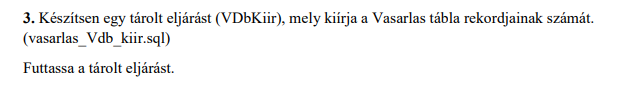 3. Készítsen egy tárolt eljárást (VDbKiir), mely kiírja a Vasarlas tábla rekordjainak számát.
(vasarlas_Vdb_kiir.sql)
Futtassa a tárolt eljárást.